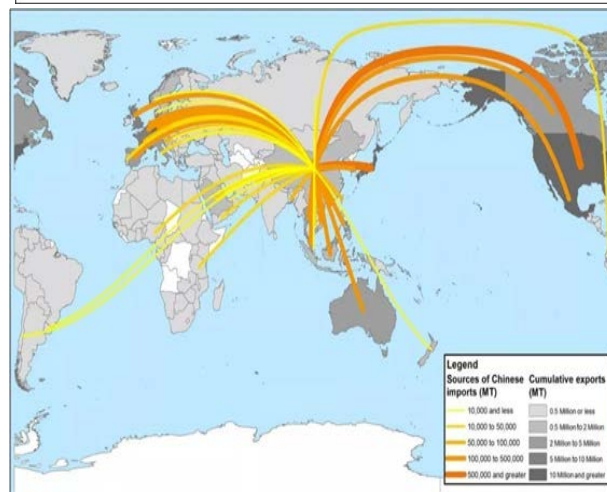 Legend
Sources of Chinese Cumulative exports
imports (MT) (MT)
10,000 and less 0.5 Million or less
10,000 to 50,000 0.5 Million to 2 Million
50,000 to 100,000 2 Million to 5 Million
100,000 to 500,000 5 Million to 10 Million
500,000 and greater 10 Million and greater